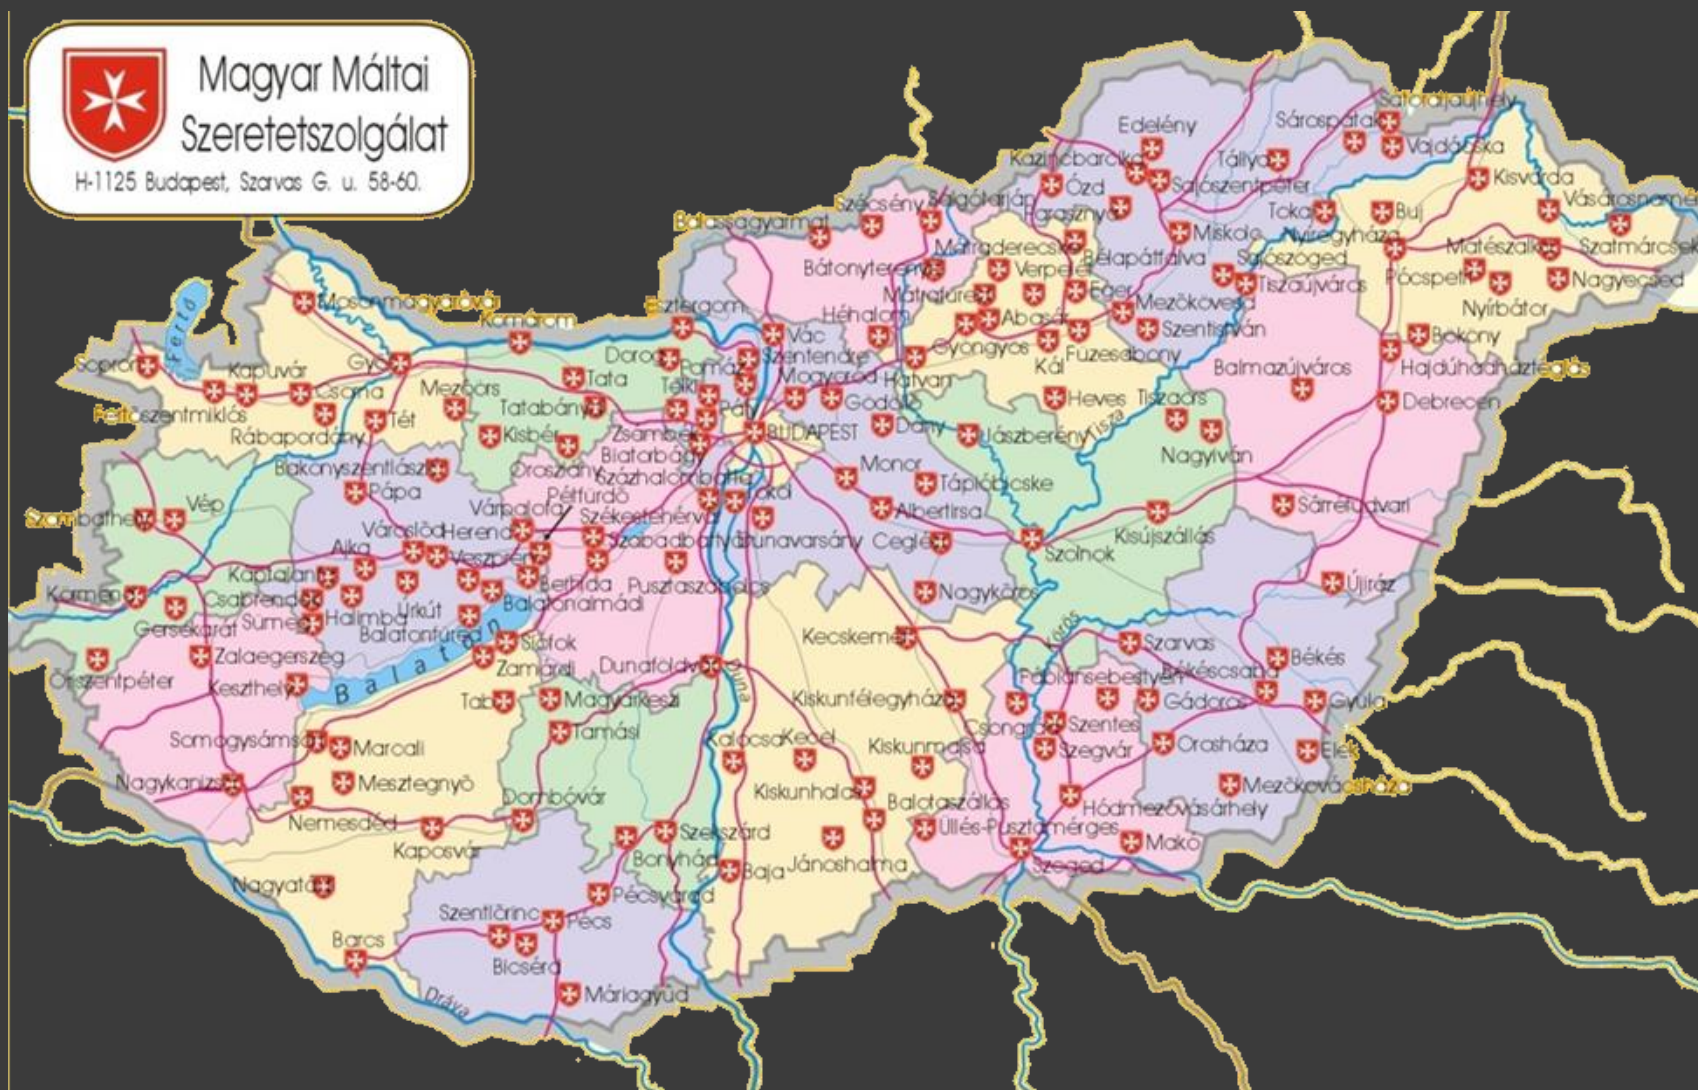 Magyar Máltai
Szeretetszolgálat
H-1125 Budapest, Szarvas G. u. 58-60.
Sátoraljaújhely
Edelény
Sárospatak
Vajdácska
Kazincbarcika
Tállya
Ózd
Sajószentpéter
Kisvárda
Szécsény
Salgótarján
Farasznya
Tokaj
Buj
Balassagyarmat
Miskolc
Nyíregyháza
Mátészalka
Szatmárcseke
Mátraderecske
Bélapátfalva
Sajószöged
Bátonyterenye
Verpelét
Tiszaújváros
Pócspetri
Nagyecsed
Fertő
Mosonmagyaróvár
Esztergom
Mátrafüred
Eger
Mezőkövesd
Nyírbátor
Komárom
Héhalom
Abasár
Szentistván
Vác
Bököny
Sopron
Győr
Dorog
Pomáz
Szentendre
Gyöngyös
Füzesabony
Kapuvár
Tata
Telki
Mogyoród
Hatvan
Kál
Balmazújváros
Hajdúhadháztéglás
Csorna
Mezőörs
Tatabánya
Páty
Gödöllő
Heves
Tiszaörs
Debrecen
Fertőszentmiklós
Tét
Rábapordány
Kisbér
Zsámbék
BUDAPEST
Dány
Jászberény
Tisza
Biatorbágy
Nagyiván
Bakonyszentlászló
Oroszlány
Százhalombatta
Monor
Pápa
Tápióbicske
Vép
Pétfürdő
Várpalota
Tököl
Albertirsa
Sárrétudvari
Szombathely
Székesfehérvár
Városlőd
Herend
Szabadbattyán
Dunavarsány
Cegléd
Kisújszállás
Ajka
Veszprém
Szolnok
Kaptalanfa
Berhida
Pusztaszabolcs
Újiráz
Körmend
Csabrendek
Balatonalmádi
Nagykőrös
Halimba
Úrkút
Gersekarát
Sümeg
Balatonfüred
Kecskemét
Körös
Szarvas
Zalaegerszeg
Siófok
Békés
Őriszentpéter
Keszthely
Balaton
Zamárdi
Dunaföldvár
Fábiánsebestyén
Békéscsaba
Tab
Magyarkeszi
Duna
Kiskunfélegyháza
Gádoros
Gyula
Somogysámson
Marcali
Tamási
Kalocsa
Kecel
Kiskunmajsa
Csongrád
Szentes
Szegvár
Orosháza
Elek
Nagykanizsa
Mesztegnyő
Kiskunhalas
Mezőkovácsháza
Dombóvár
Balotaszállás
Hódmezővásárhely
Nemesdéd
Szekszárd
Üllés-Pusztamérges
Kaposvár
Bonyhád
Baja
Jánoshalma
Szeged
Makó
Nagyatád
Pécsvárad
Szentlőrinc
Pécs
Barcs
Bicsérd
Dráva
Máriagyűd